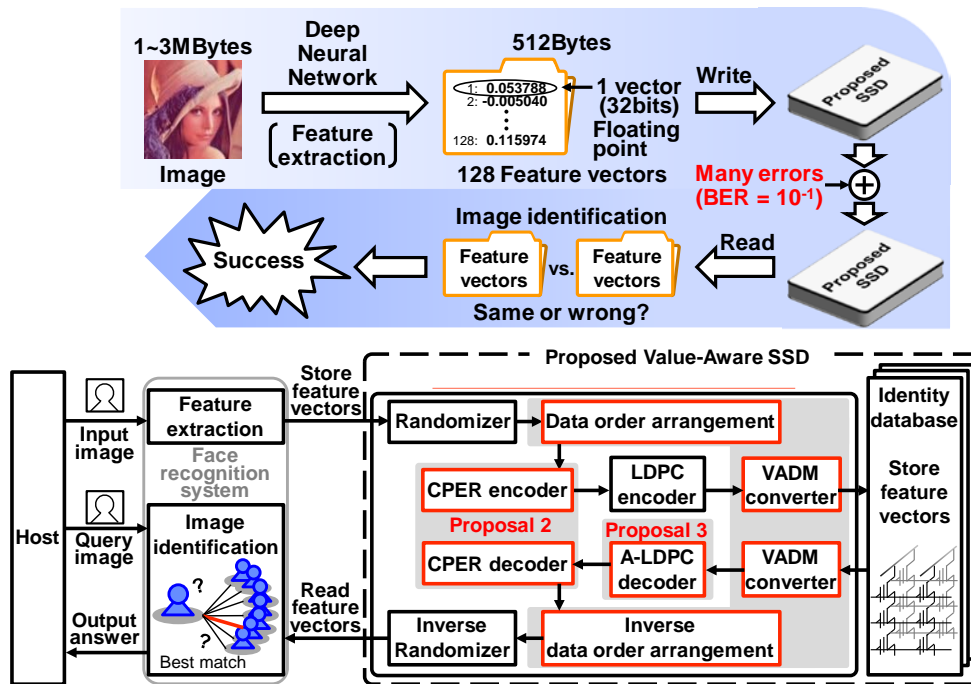 1~3MBytes
Image
Deep
Neural
Network
Feature
extraction
512Bytes
1: 0.053788
2: -0.005040
128: 0.115974
1 vector
(32bits)
Floating
point
128 Feature vectors
Write
Proposed
SSD
Many errors
(BER = 10⁻¹)
Proposed
SSD
Read
Image identification
Feature
vectors
vs.
Feature
vectors
Same or wrong?
Success
Host
Input
image
Query
image
Output
answer
Feature
extraction
Face
recognition
system
Image
identification
?
?
Best match
Store
feature
vectors
Read
feature
vectors
Proposed Value-Aware SSD
Randomizer
Data order arrangement
CPER encoder
LDPC
encoder
VADM
converter
Proposal 2
Proposal 3
CPER decoder
A-LDPC
decoder
VADM
converter
Inverse
Randomizer
Inverse
data order arrangement
Identity
database
Store
feature
vectors